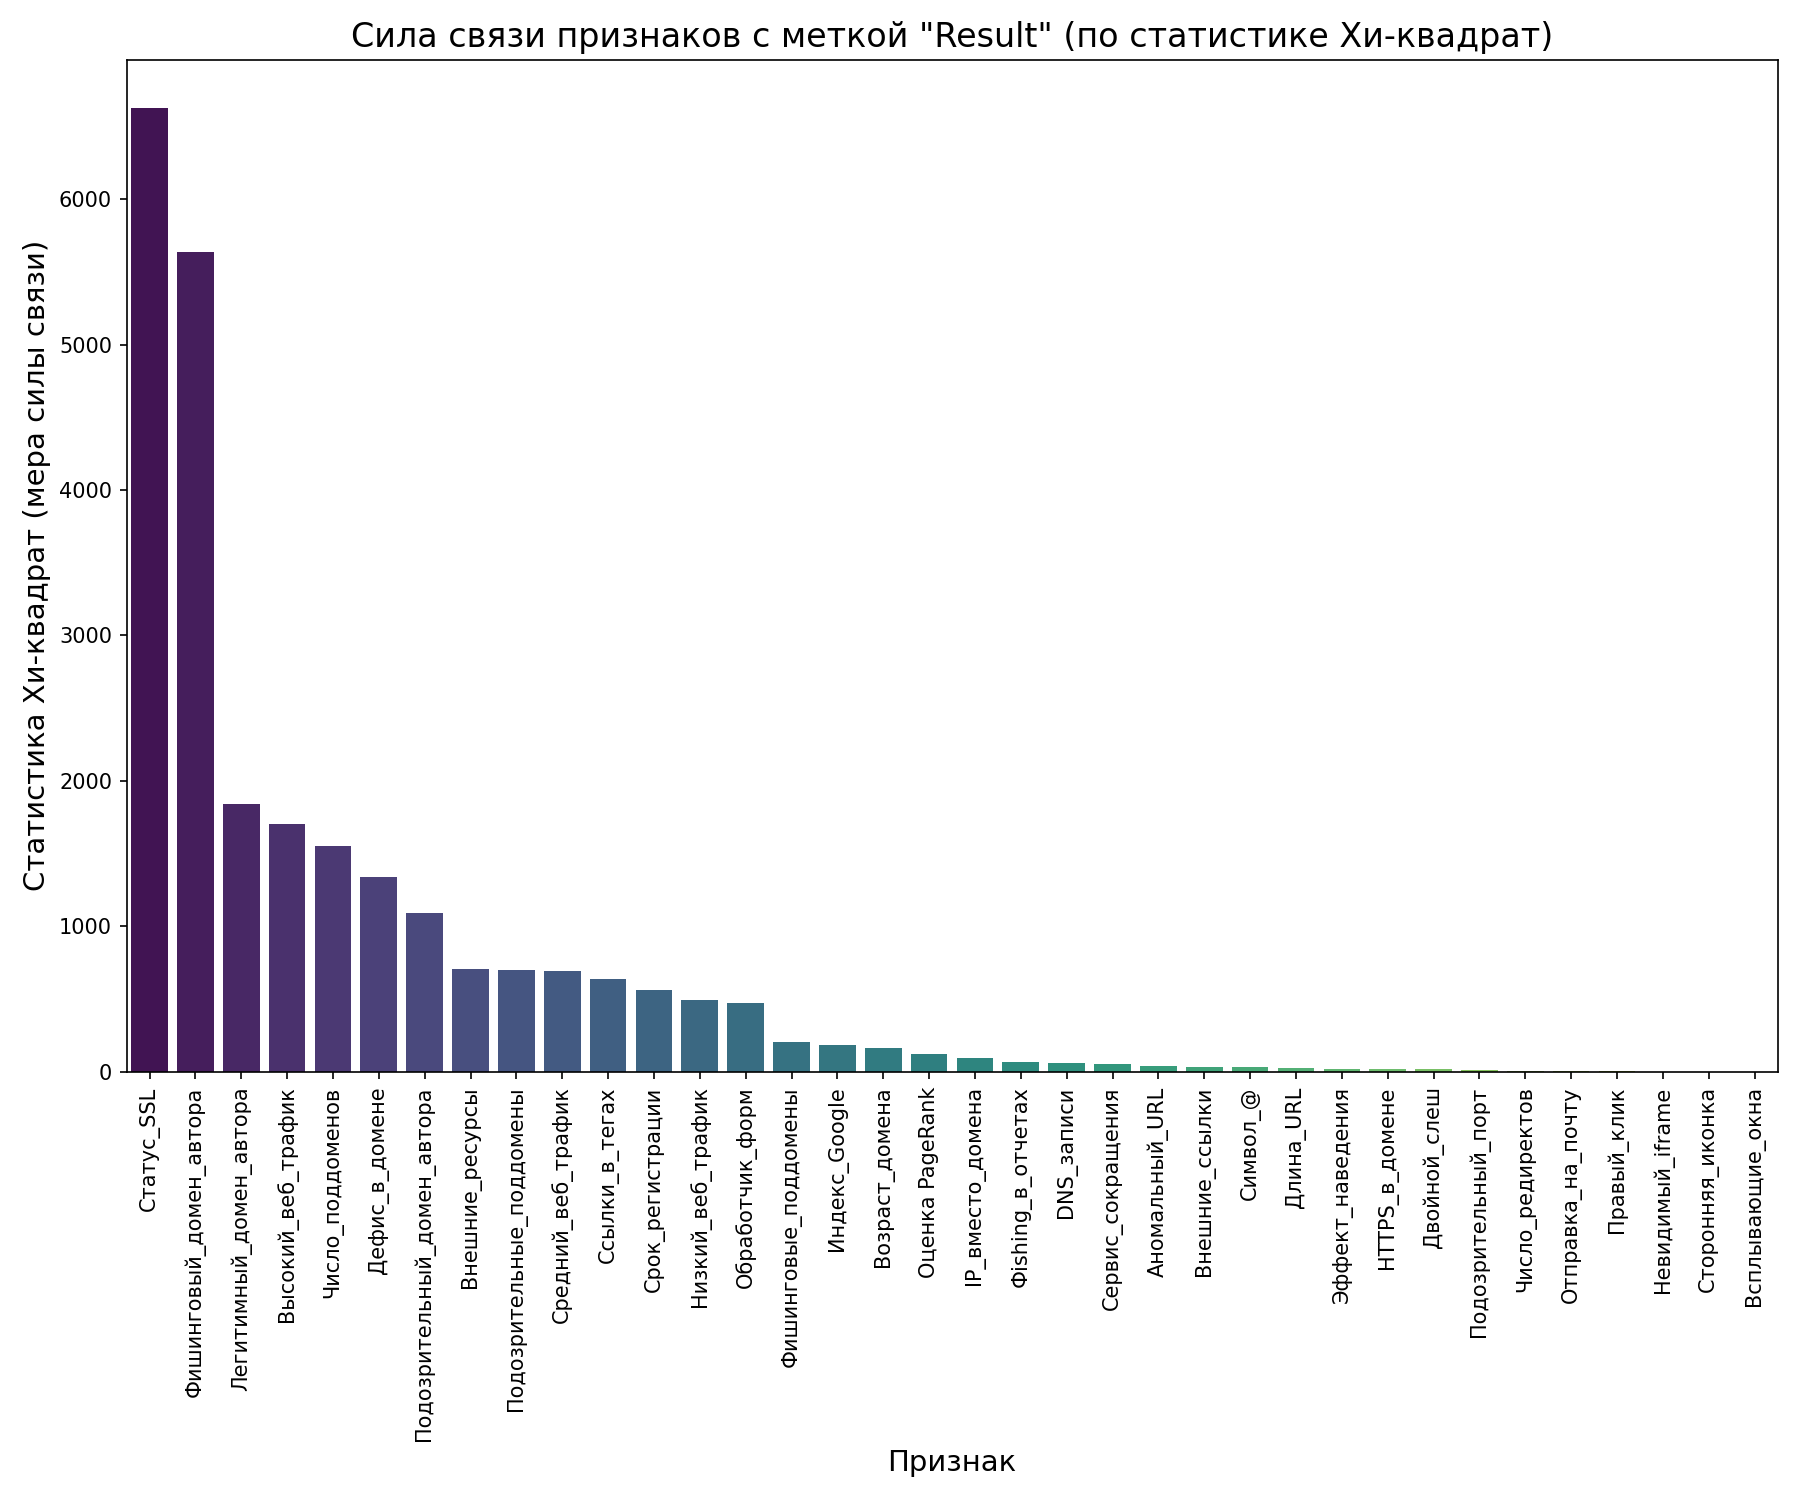 Сила связи признаков с меткой "Result" (по статистике Хи-квадрат)
Статистика Хи-квадрат (мера силы связи)
6000
5000
4000
3000
2000
1000
0
Статус_SSL
Фишинговый_домен_автора
Легитимный_домен_автора
Высокий_веб_трафик
Число_поддоменов
Дефис_в_домене
Подозрительный_домен_автора
Внешние_ресурсы
Подозрительные_поддомены
Средний_веб_трафик
Ссылки_в_тегах
Срок_регистрации
Низкий_веб_трафик
Обработчик_форм
Фишинговые_поддомены
Индекс_Google
Возраст_домена
Оценка PageRank
IP_вместо_домена
Фishing_в_отчетах
DNS_записи
Сервис_сокращения
Аномальный_URL
Внешние_ссылки
Символ_@
Длина_URL
Эффект_наведения
HTTPS_в_домене
Двойной_слеш
Подозрительный_порт
Число_редиректов
Отправка_на_почту
Правый_клик
Невидимый_iframe
Сторонняя_иконка
Всплывающие_окна
Признак